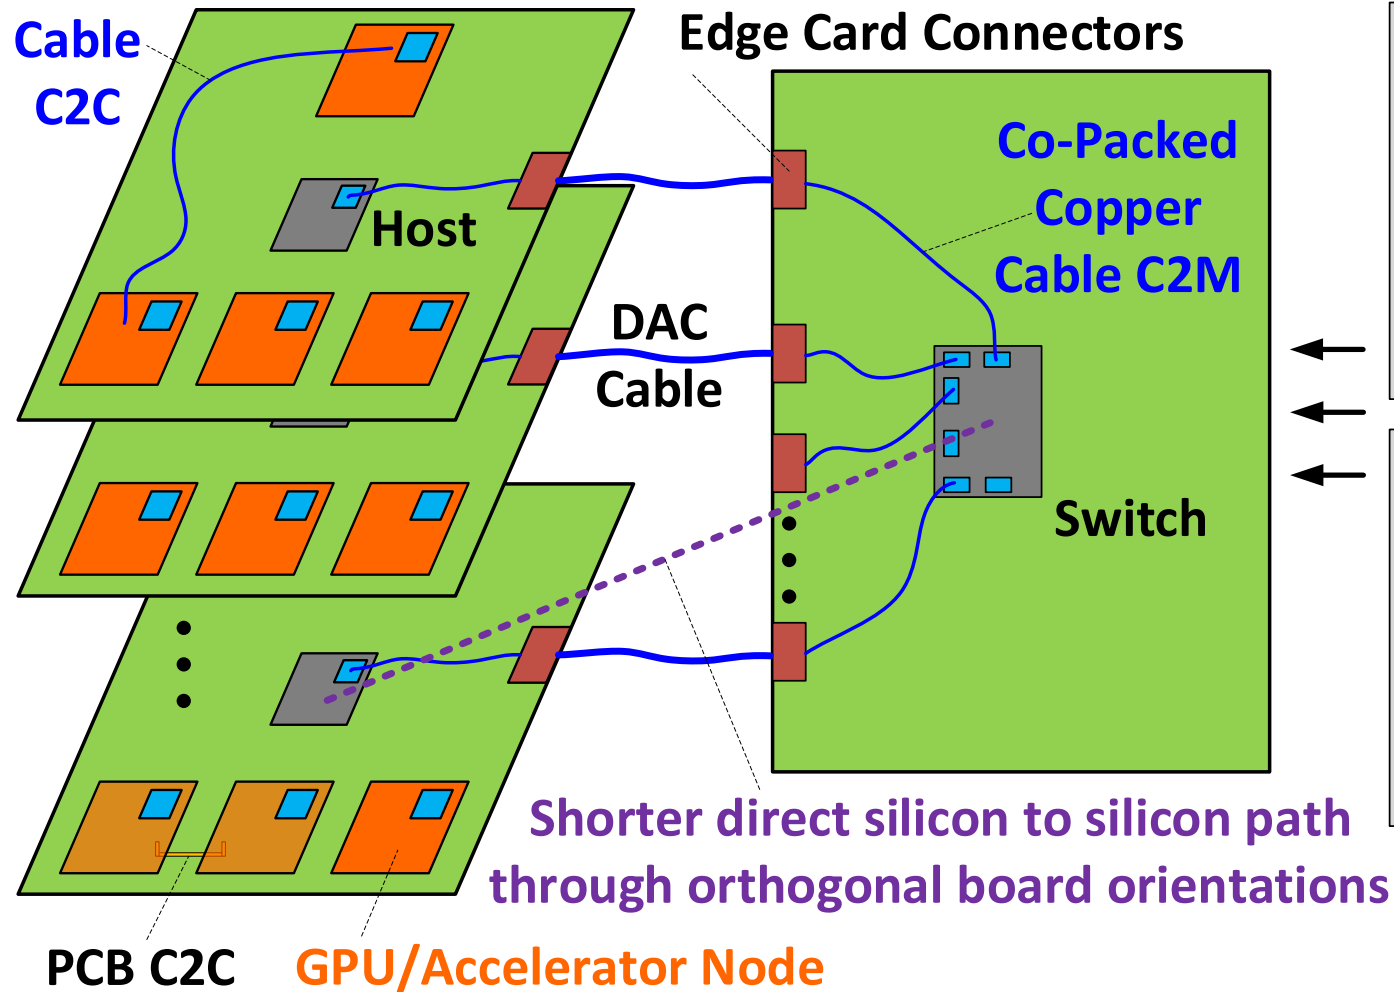 Cable
C2C
Edge Card Connectors
Co-Packed
Copper
Cable C2M
Host
DAC
Cable
Switch
Shorter direct silicon to silicon path
through orthogonal board orientations
PCB C2C
GPU/Accelerator Node